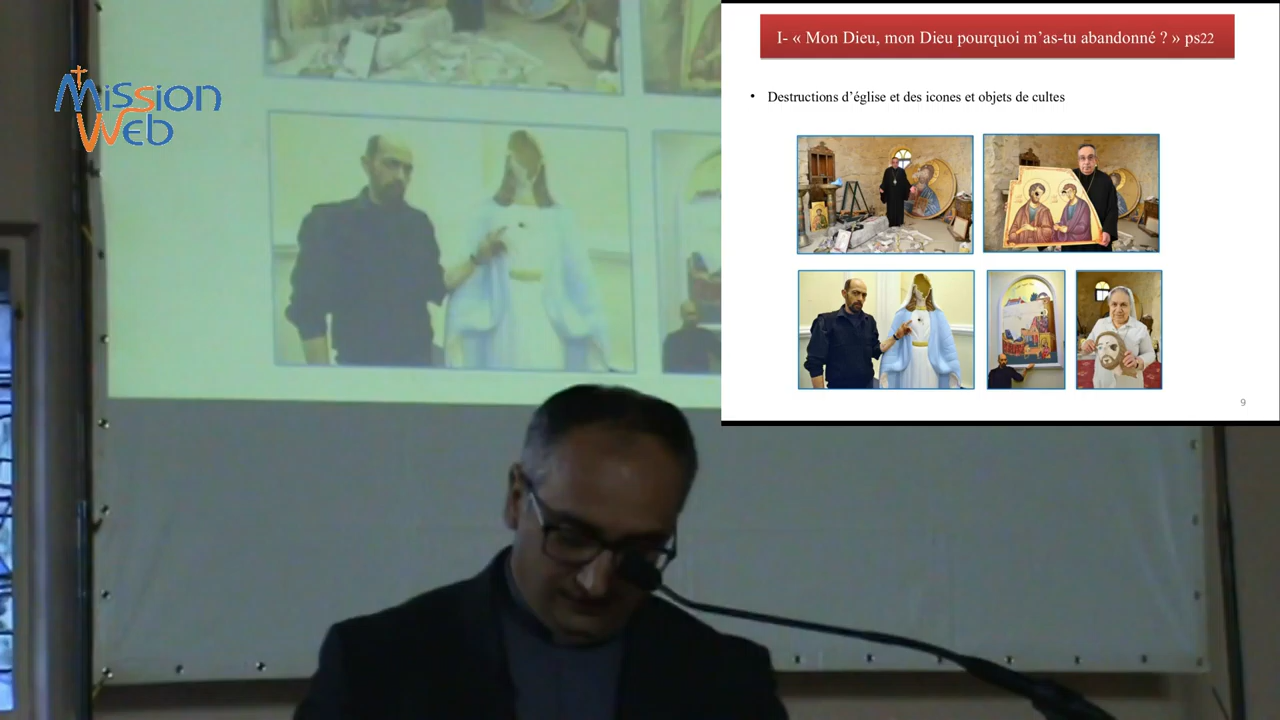 Mission
Web
I- « Mon Dieu, mon Dieu pourquoi m'as-tu abandonné ? » ps22
• Destructions d'église et des icones et objets de cultes
9